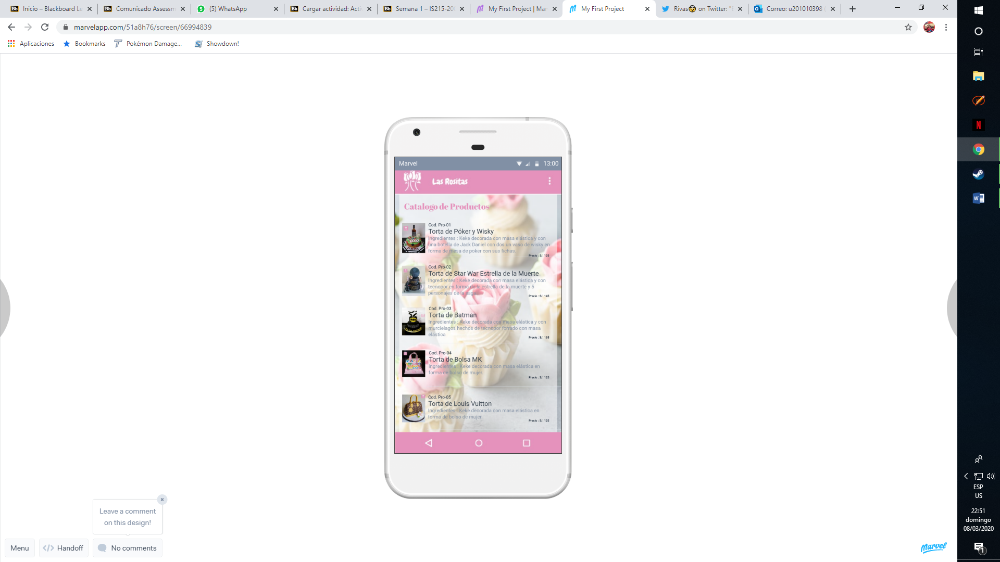 Inicio – Blackboard Le
Comunicado Assessm
(5) WhatsApp
Cargar actividad: Acti
Semana 1 – IS215-20
My First Project | Mar
My First Project
Rivas on Twitter: "
Correo: u201010398
marvelapp.com/51a8h76/screen/66994839
Aplicaciones
Bookmarks
Pokémon Damage...
Showdown!
Marvel
13:00
Las Rositas
Catalogo de Productos
Cod. Pro-01
Torta de Póker y Wisky
Ingredientes : Keke decorada con masa elástica y con
una botella de Jack Daniel con dos un vaso de wisky en
forma de mesa de poker con sus fichas.
Precio : S/. 125
Cod. Pro-02
Torta de Star War Estrella de la Muerte
Ingredientes : Keke decorada con masa elástica y con
tecnopor en forma de la estrella de la muerte y 5
personajes de la saga.
Precio : S/. 145
Cod. Pro-03
Torta de Batman
Ingredientes : Keke decorada con masa elástica y con
murcielagos hechos de tecnopor forrado con masa
elástica
Precio : S/. 135
Cod. Pro-04
Torta de Bolsa MK
Ingredientes : Keke decorada con masa elástica en
forma de bolso de mujer.
Precio : S/. 125
Cod. Pro-05
Torta de Louis Vuitton
Ingredientes : Keke decorada con masa elástica en
forma de bolso de mujer.
Precio : S/. 125
Leave a comment
on this design!
Menu
Handoff
No comments
Marvel
ESP
US
22:51
domingo
08/03/2020
1